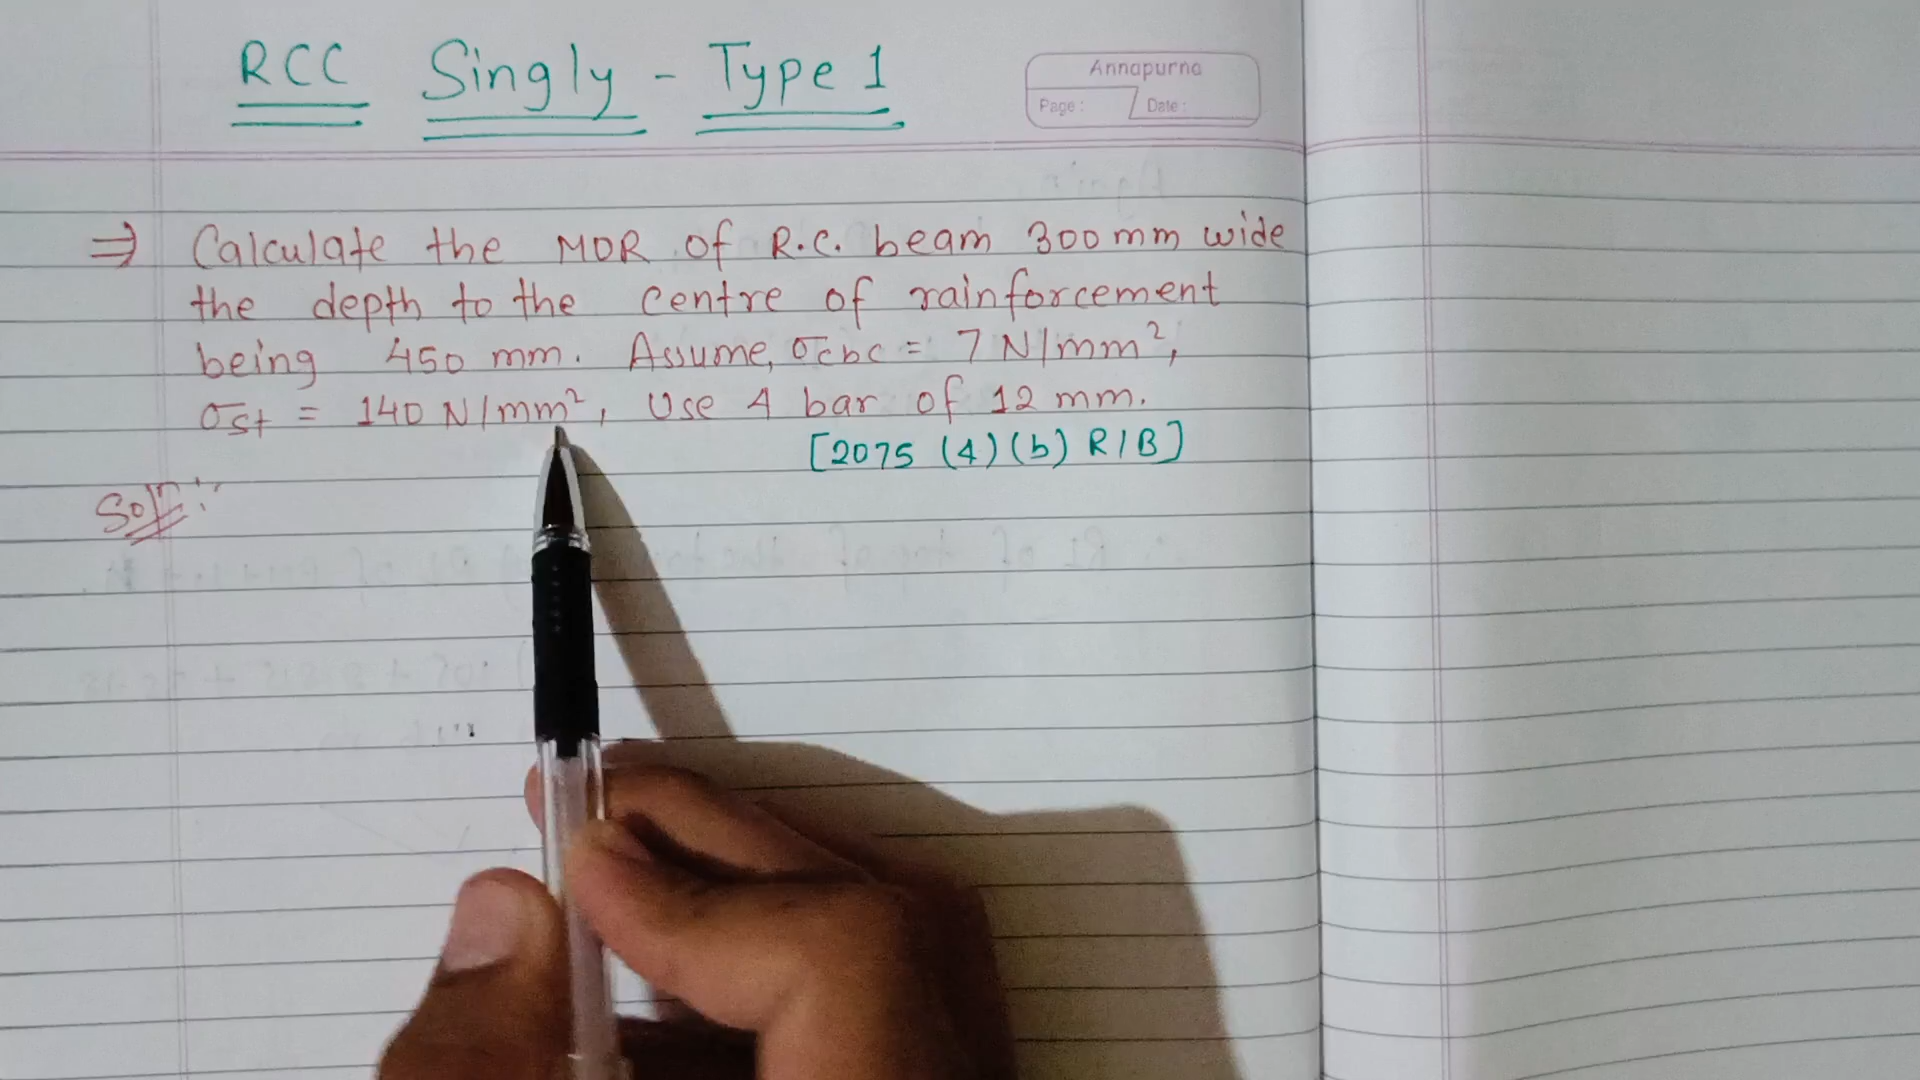 RCC Singly - Type 1
Annapurna
Page : Date :
⇒ Calculate the MOR of R.C. beam 300 mm wide
the depth to the centre of rainforcement
being 450 mm. Assume, σcbc = 7 N/mm²,
σst = 140 N/mm², Use 4 bar of 12 mm.
[2075 (4)(b) R/B]
Solⁿ: